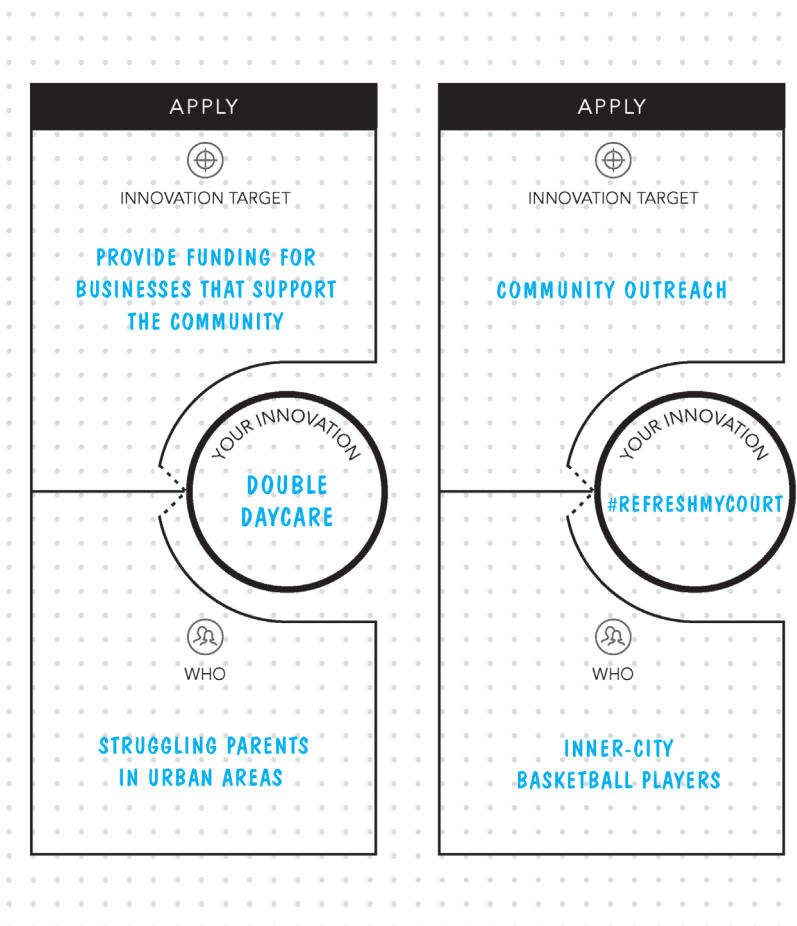 APPLY
INNOVATION TARGET
PROVIDE FUNDING FOR
BUSINESSES THAT SUPPORT
THE COMMUNITY
YOUR INNOVATION
DOUBLE
DAYCARE
WHO
STRUGGLING PARENTS
IN URBAN AREAS
APPLY
INNOVATION TARGET
COMMUNITY OUTREACH
YOUR INNOVATION
#REFRESHMYCOURT
WHO
INNER-CITY
BASKETBALL PLAYERS